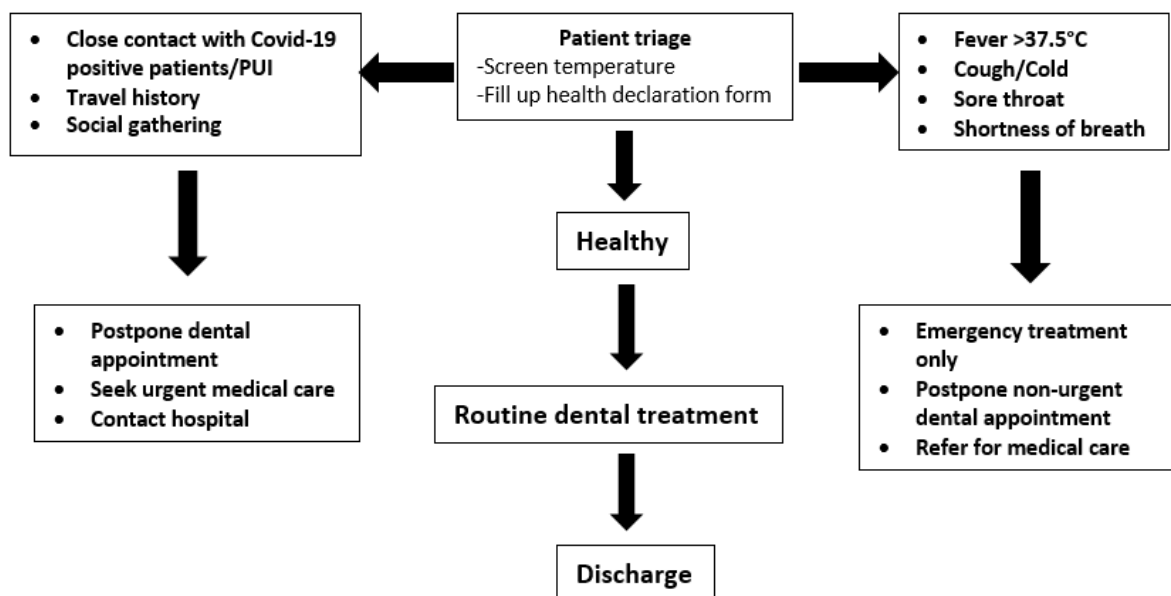 • Close contact with Covid-19
positive patients/PUI
• Travel history
• Social gathering
Patient triage
-Screen temperature
-Fill up health declaration form
• Fever >37.5°C
• Cough/Cold
• Sore throat
• Shortness of breath
Healthy
• Postpone dental
appointment
• Seek urgent medical care
• Contact hospital
Routine dental treatment
• Emergency treatment
only
• Postpone non-urgent
dental appointment
• Refer for medical care
Discharge